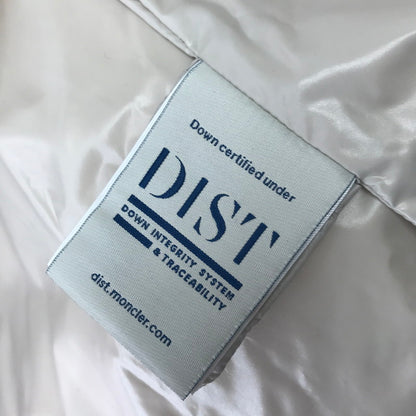 Down certified under
DIST
DOWN INTEGRITY SYSTEM
& TRACEABILITY
dist.moncler.com